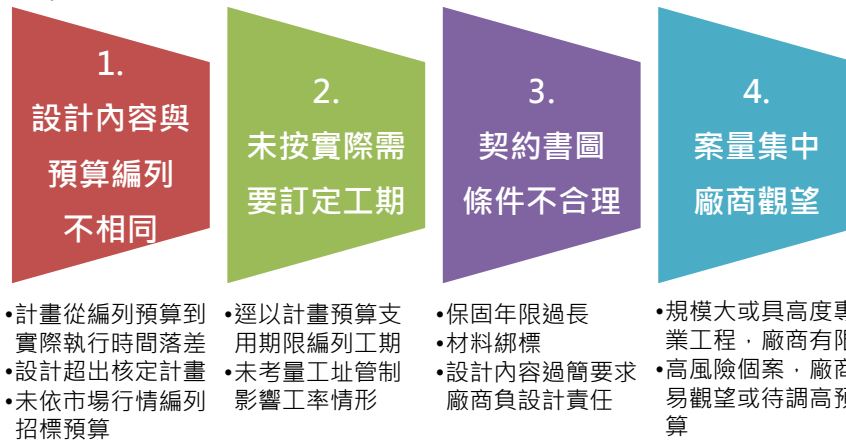 1.
設計內容與
預算編列
不相同
2.
未按實際需
要訂定工期
3.
契約書圖
條件不合理
4.
案量集中
廠商觀望
•計畫從編列預算到
實際執行時間落差
•設計超出核定計畫
•未依市場行情編列
招標預算
•逕以計畫預算支
用期限編列工期
•未考量工址管制
影響工率情形
•保固年限過長
•材料綁標
•設計內容過簡要求
廠商負設計責任
•規模大或具高度專
業工程，廠商有限
•高風險個案，廠商
易觀望或待調高預
算